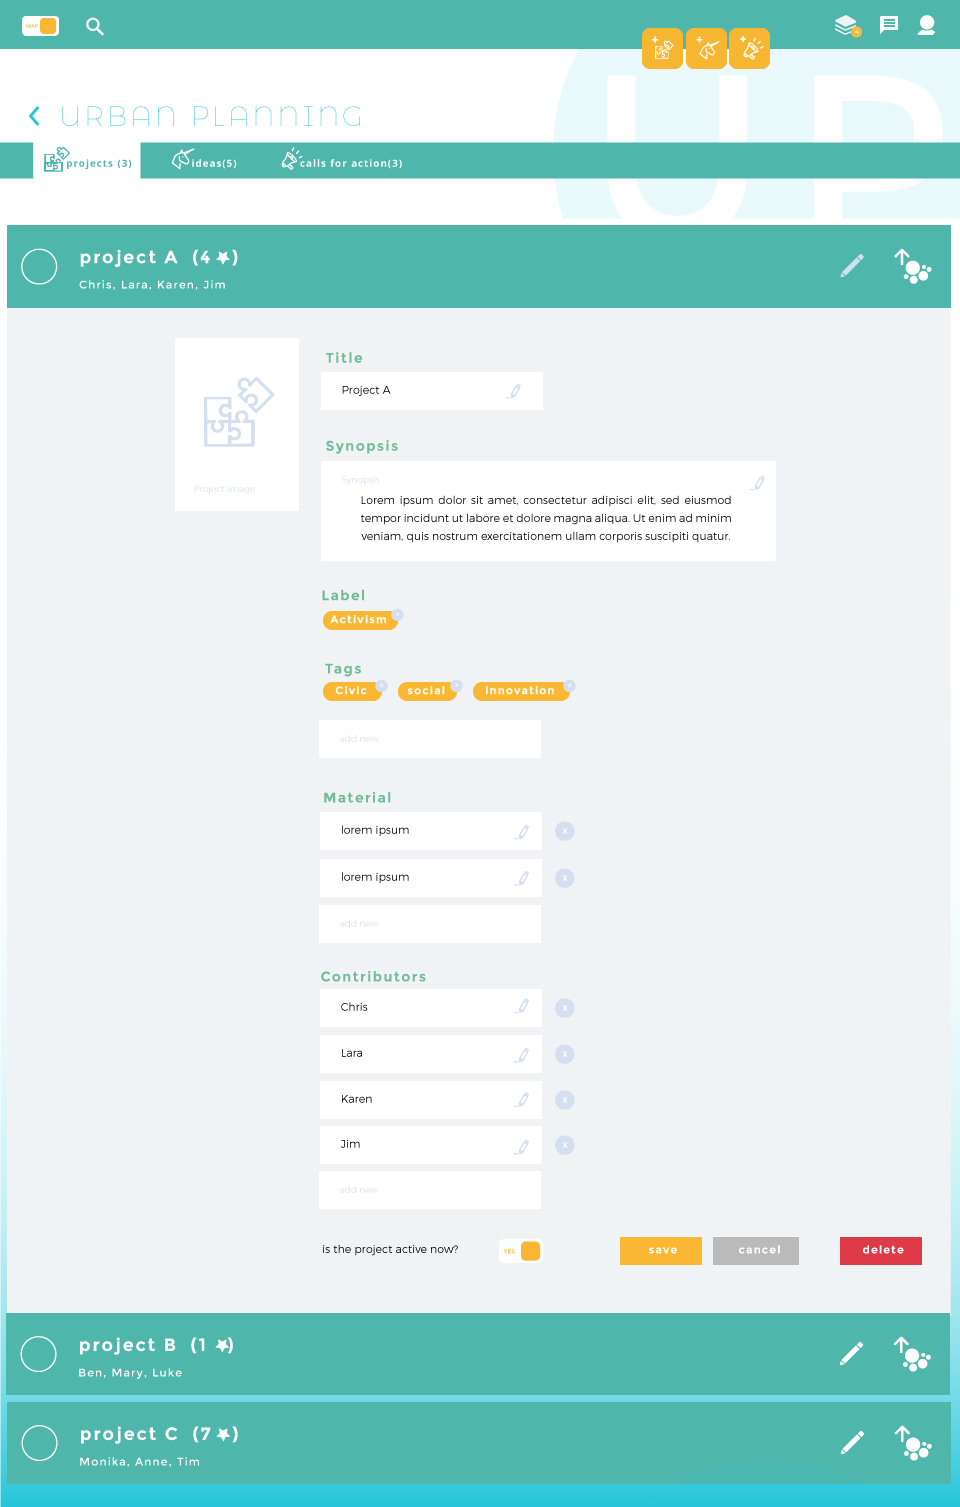 MAP
4
UP
URBAN PLANNING
projects (3)
ideas(5)
calls for action(3)
project A (4 ★)
Chris, Lara, Karen, Jim
Title
Project A
Project image
Synopsis
Synopsis
Lorem ipsum dolor sit amet, consectetur adipisci elit, sed eiusmod
tempor incidunt ut labore et dolore magna aliqua. Ut enim ad minim
veniam, quis nostrum exercitationem ullam corporis suscipiti quatur.
Label
Activism x
Tags
Civic x social x innovation x
add new
Material
lorem ipsum x
lorem ipsum x
add new
Contributors
Chris x
Lara x
Karen x
Jim x
add new
is the project active now? YES save cancel delete
project B (1 ★)
Ben, Mary, Luke
project C (7 ★)
Monika, Anne, Tim